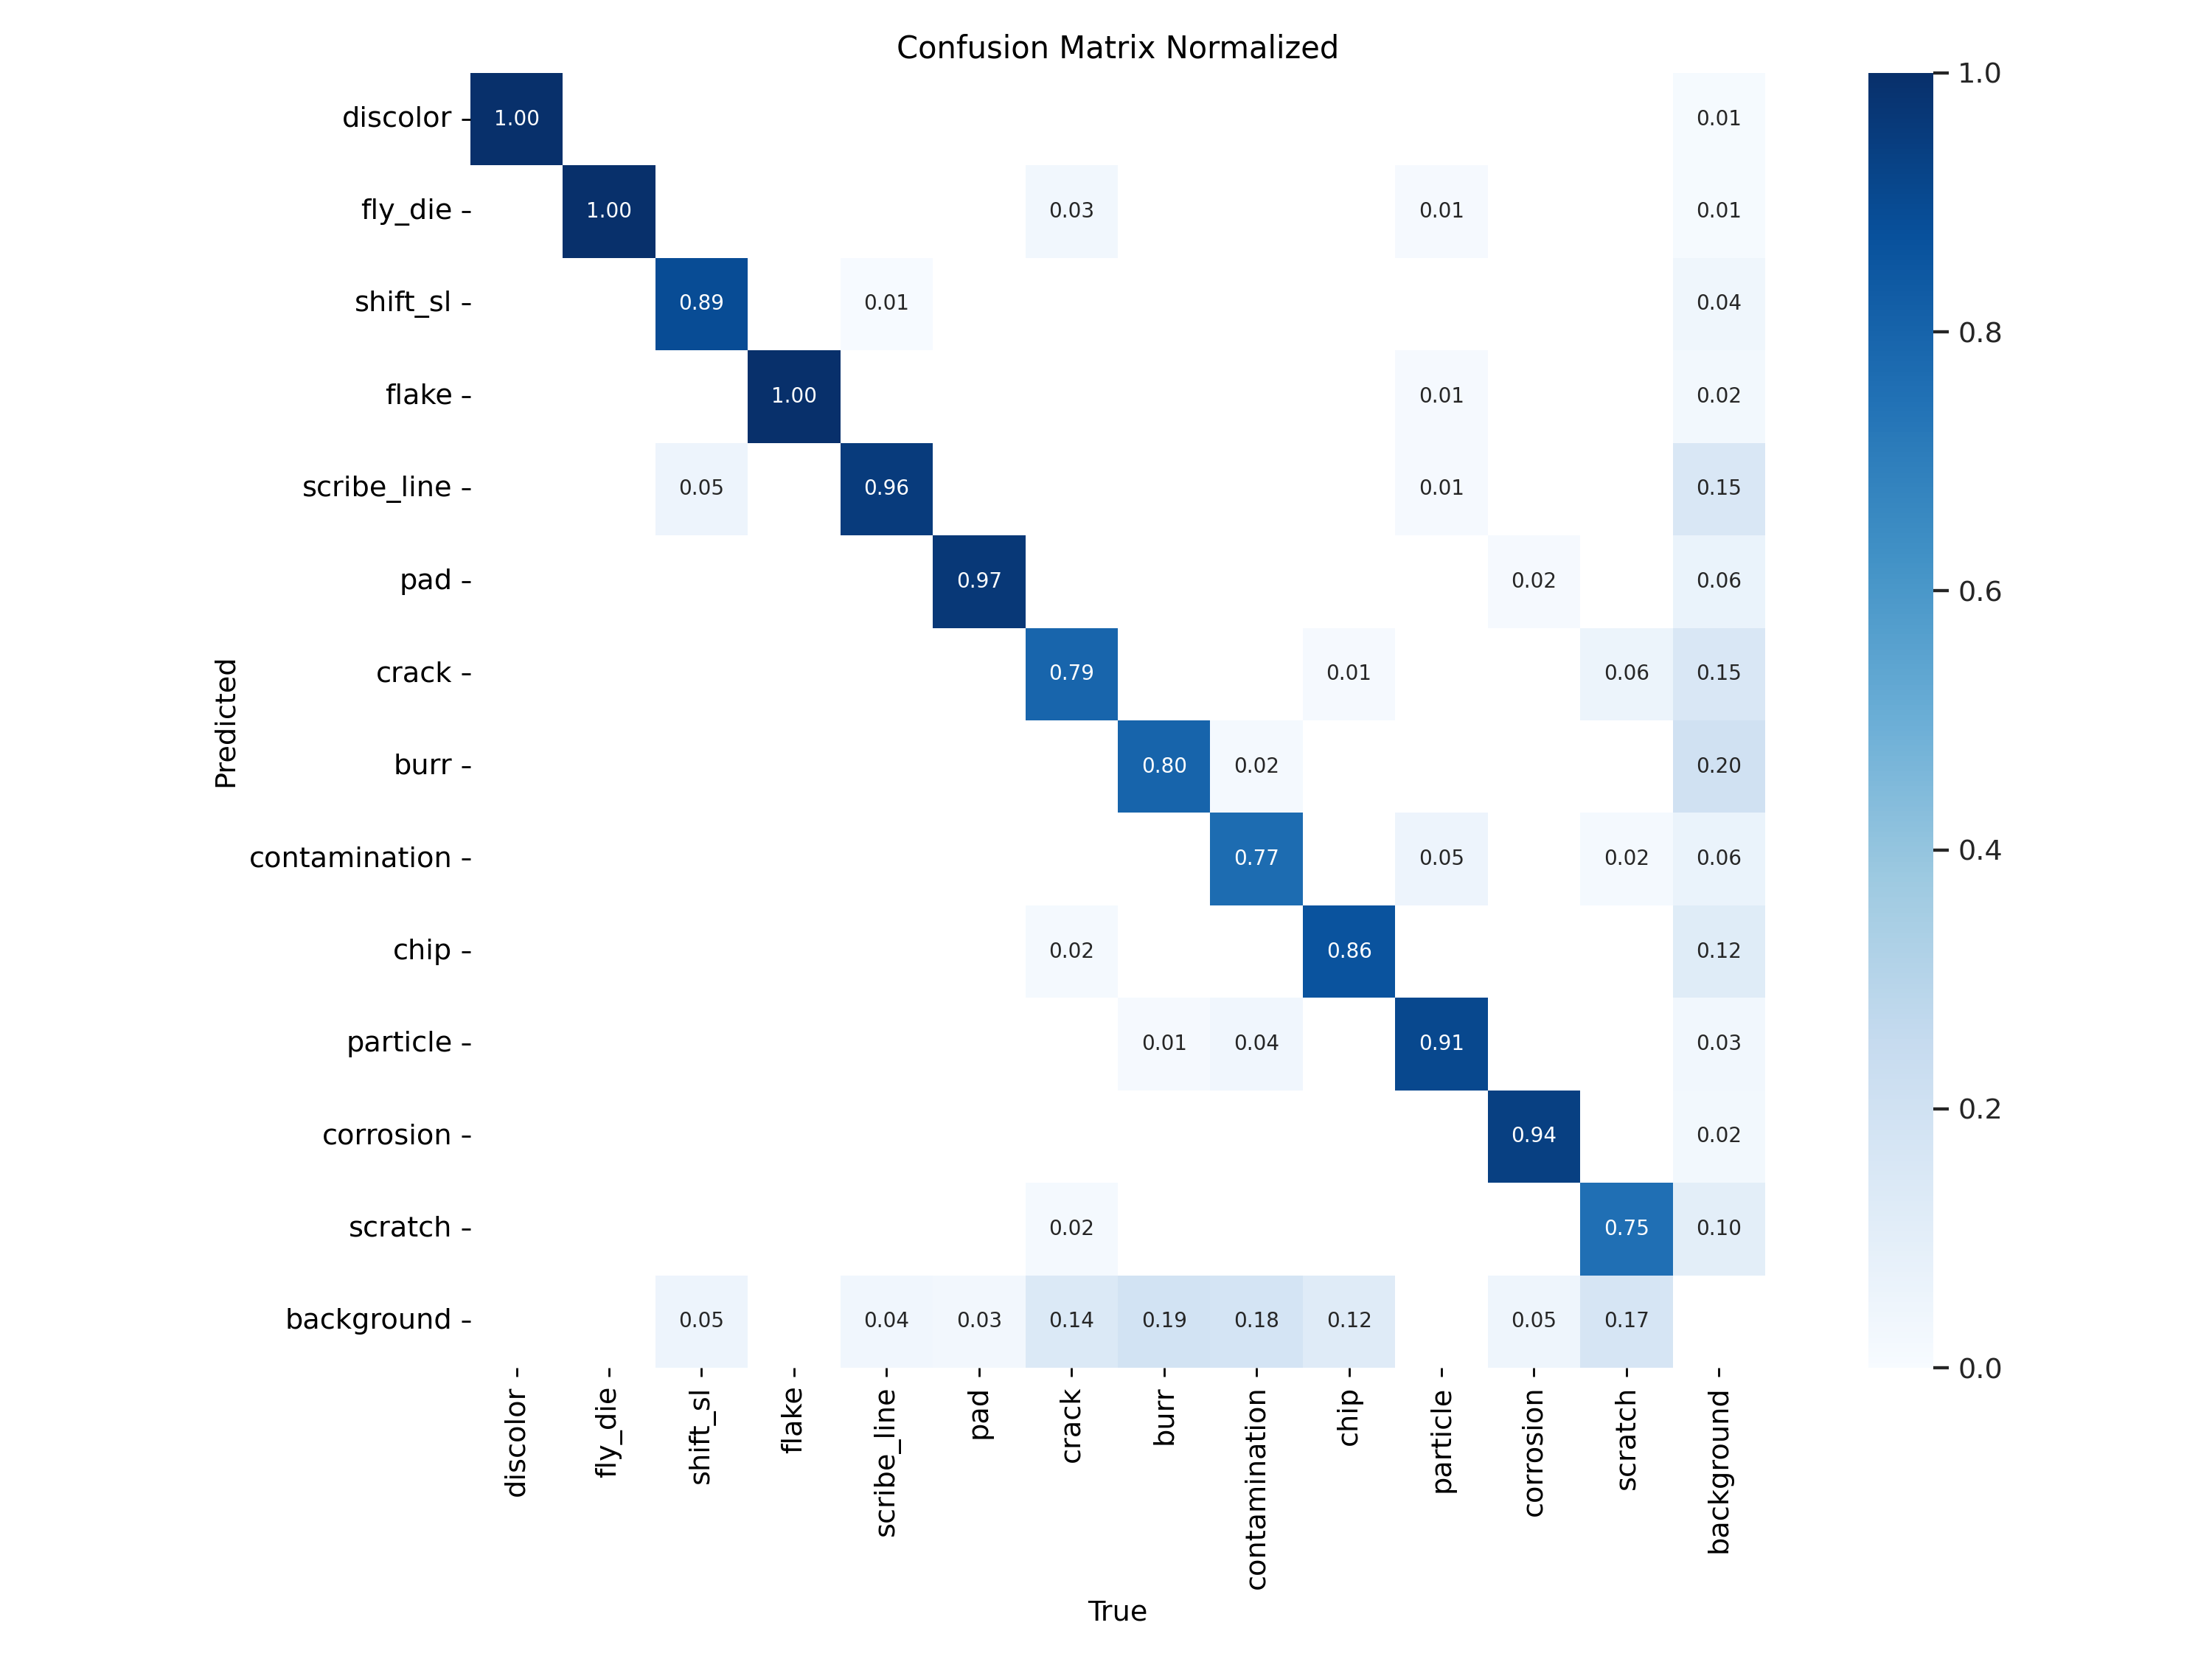 Confusion Matrix Normalized
discolor 1.00 0.01
fly_die 1.00 0.03 0.01 0.01
shift_sl 0.89 0.01 0.04
flake 1.00 0.01 0.02
scribe_line 0.05 0.96 0.01 0.15
pad 0.97 0.02 0.06
crack 0.79 0.01 0.06 0.15
burr 0.80 0.02 0.20
contamination 0.77 0.05 0.02 0.06
chip 0.02 0.86 0.12
particle 0.01 0.04 0.91 0.03
corrosion 0.94 0.02
scratch 0.02 0.75 0.10
background 0.05 0.04 0.03 0.14 0.19 0.18 0.12 0.05 0.17
Predicted
discolor
fly_die
shift_sl
flake
scribe_line
pad
crack
burr
contamination
chip
particle
corrosion
scratch
background
True
1.0
0.8
0.6
0.4
0.2
0.0